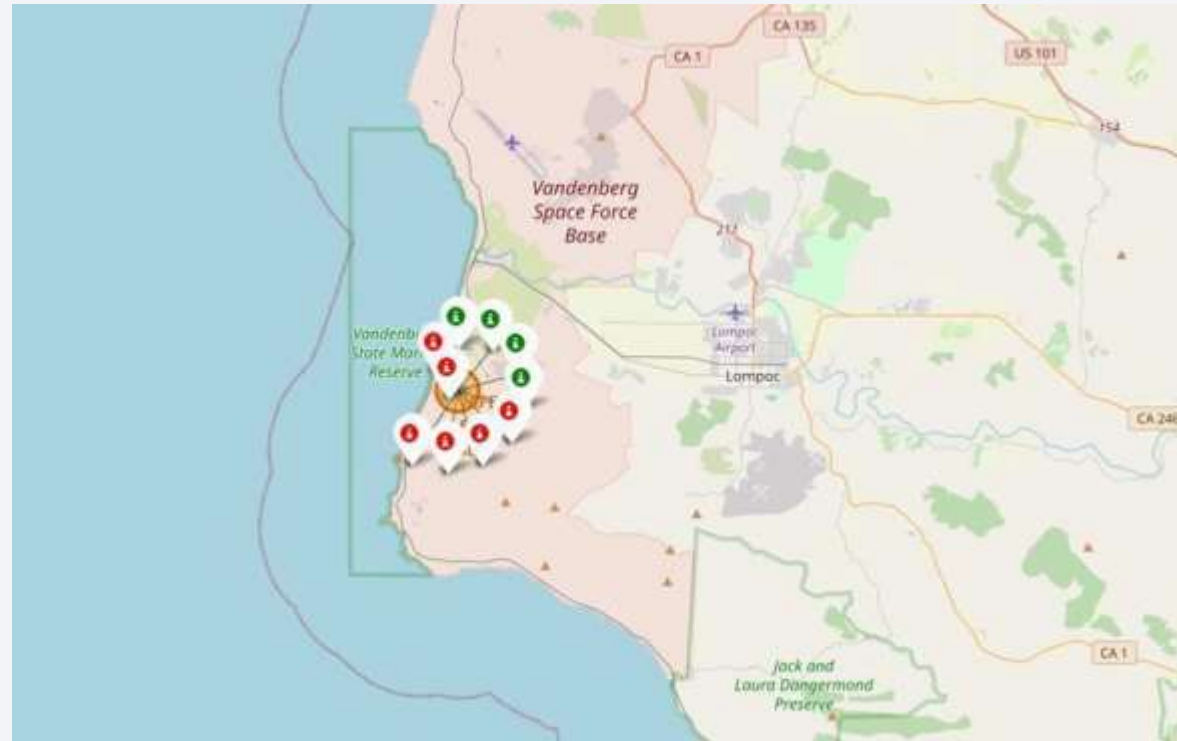 CA 135
CA 1
US 101
154
Vandenberg
Space Force
Base
Lompoc
Airport
Lompoc
Reserve
CA 246
CA 1
Jack and
Laura Dangermond
Preserve